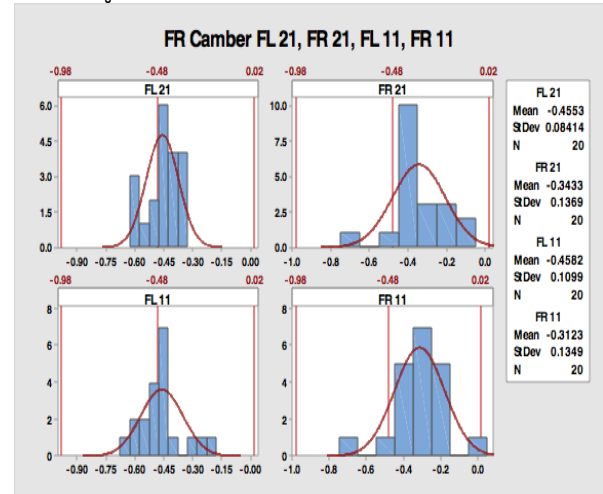 FR Camber FL 21, FR 21, FL 11, FR 11
-0.98 -0.48 0.02 -0.98 -0.48 0.02
FL 21 FR 21
6.0 4.5 3.0 1.5 0.0
10.0 7.5 5.0 2.5 0.0
-0.90 -0.75 -0.60 -0.45 -0.30 -0.15 0.00
-1.0 -0.8 -0.6 -0.4 -0.2 0.0
-0.98 -0.48 0.02 -0.98 -0.48 0.02
FL 11 FR 11
8 6 4 2 0
8 6 4 2 0
-0.90 -0.75 -0.60 -0.45 -0.30 -0.15 -0.00
-1.0 -0.8 -0.6 -0.4 -0.2 0.0
FL 21
Mean -0.4553
StDev 0.08414
N 20
FR 21
Mean -0.3433
StDev 0.1369
N 20
FL 11
Mean -0.4582
StDev 0.1099
N 20
FR 11
Mean -0.3123
StDev 0.1349
N 20